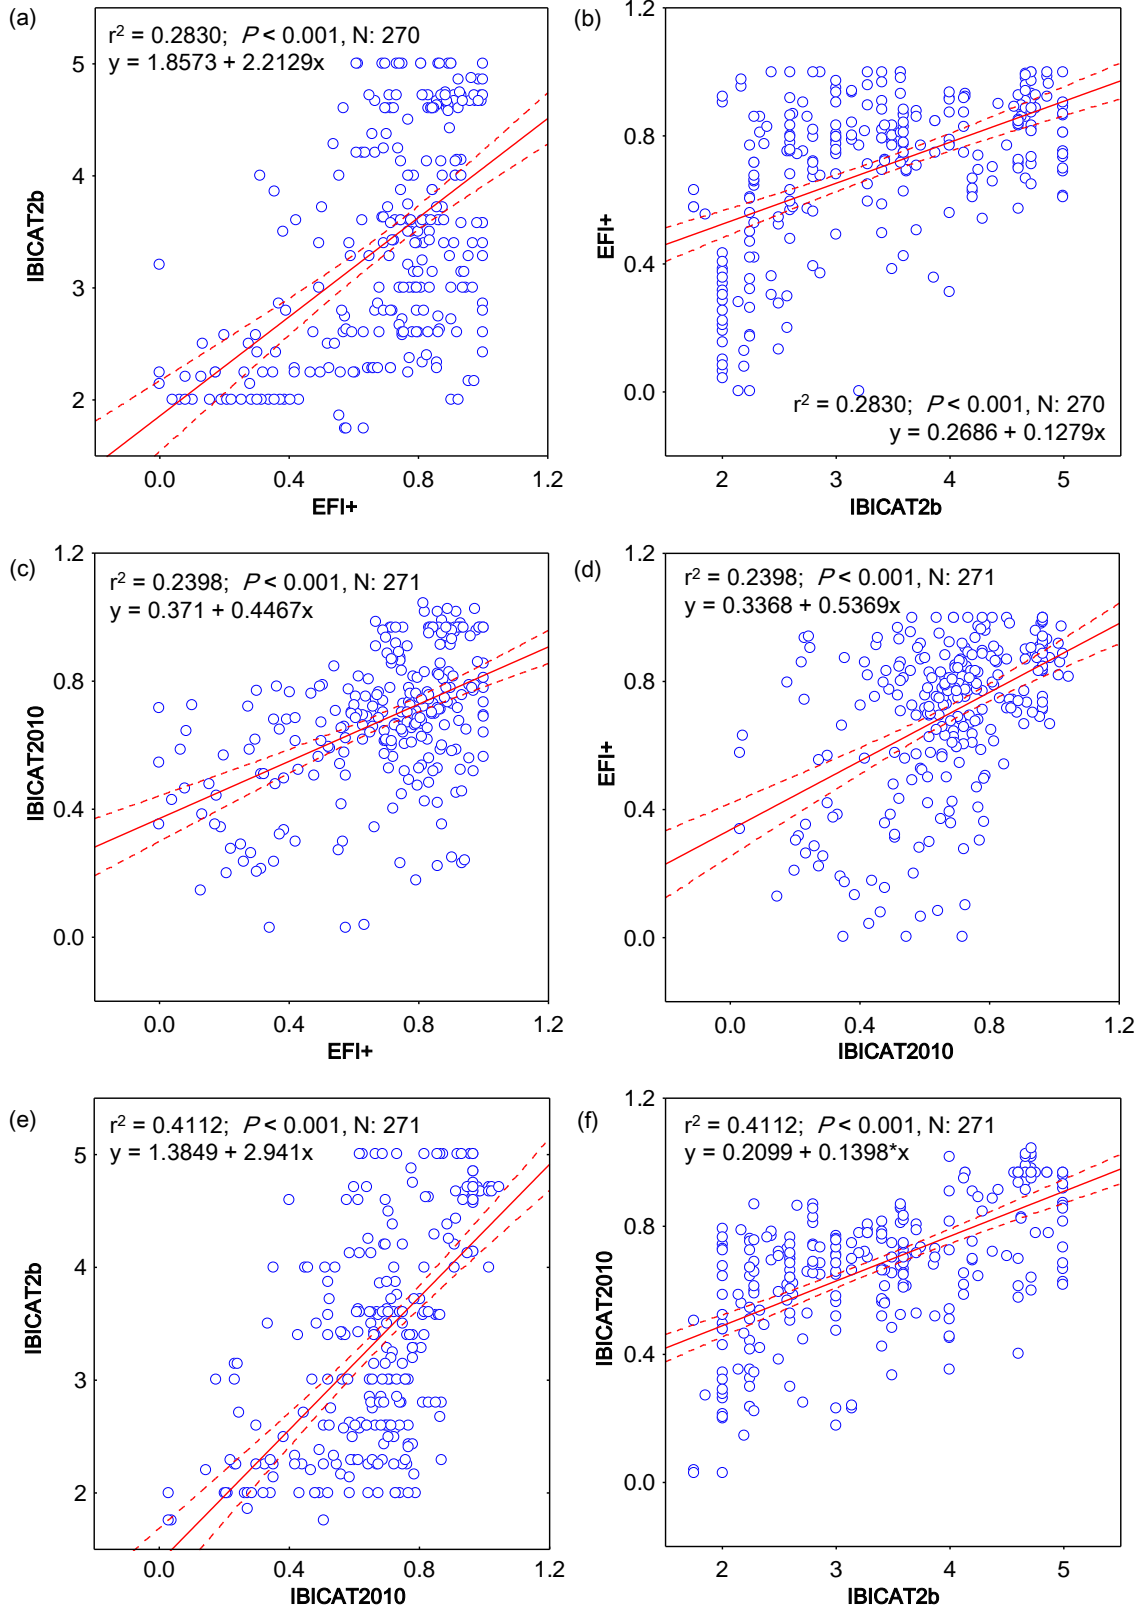 (a)
r² = 0.2830; P < 0.001, N: 270
y = 1.8573 + 2.2129x
5
4
3
2
IBICAT2b
0.0 0.4 0.8 1.2
EFI+
(b)
1.2
0.8
0.4
0.0
EFI+
r² = 0.2830; P < 0.001, N: 270
y = 0.2686 + 0.1279x
2 3 4 5
IBICAT2b
(c)
1.2
r² = 0.2398; P < 0.001, N: 271
y = 0.371 + 0.4467x
0.8
0.4
0.0
IBICAT2010
0.0 0.4 0.8 1.2
EFI+
(d)
1.2
r² = 0.2398; P < 0.001, N: 271
y = 0.3368 + 0.5369x
0.8
0.4
0.0
EFI+
0.0 0.4 0.8 1.2
IBICAT2010
(e)
r² = 0.4112; P < 0.001, N: 271
y = 1.3849 + 2.941x
5
4
3
2
IBICAT2b
0.0 0.4 0.8 1.2
IBICAT2010
(f)
1.2
r² = 0.4112; P < 0.001, N: 271
y = 0.2099 + 0.1398*x
0.8
0.4
0.0
IBICAT2010
2 3 4 5
IBICAT2b